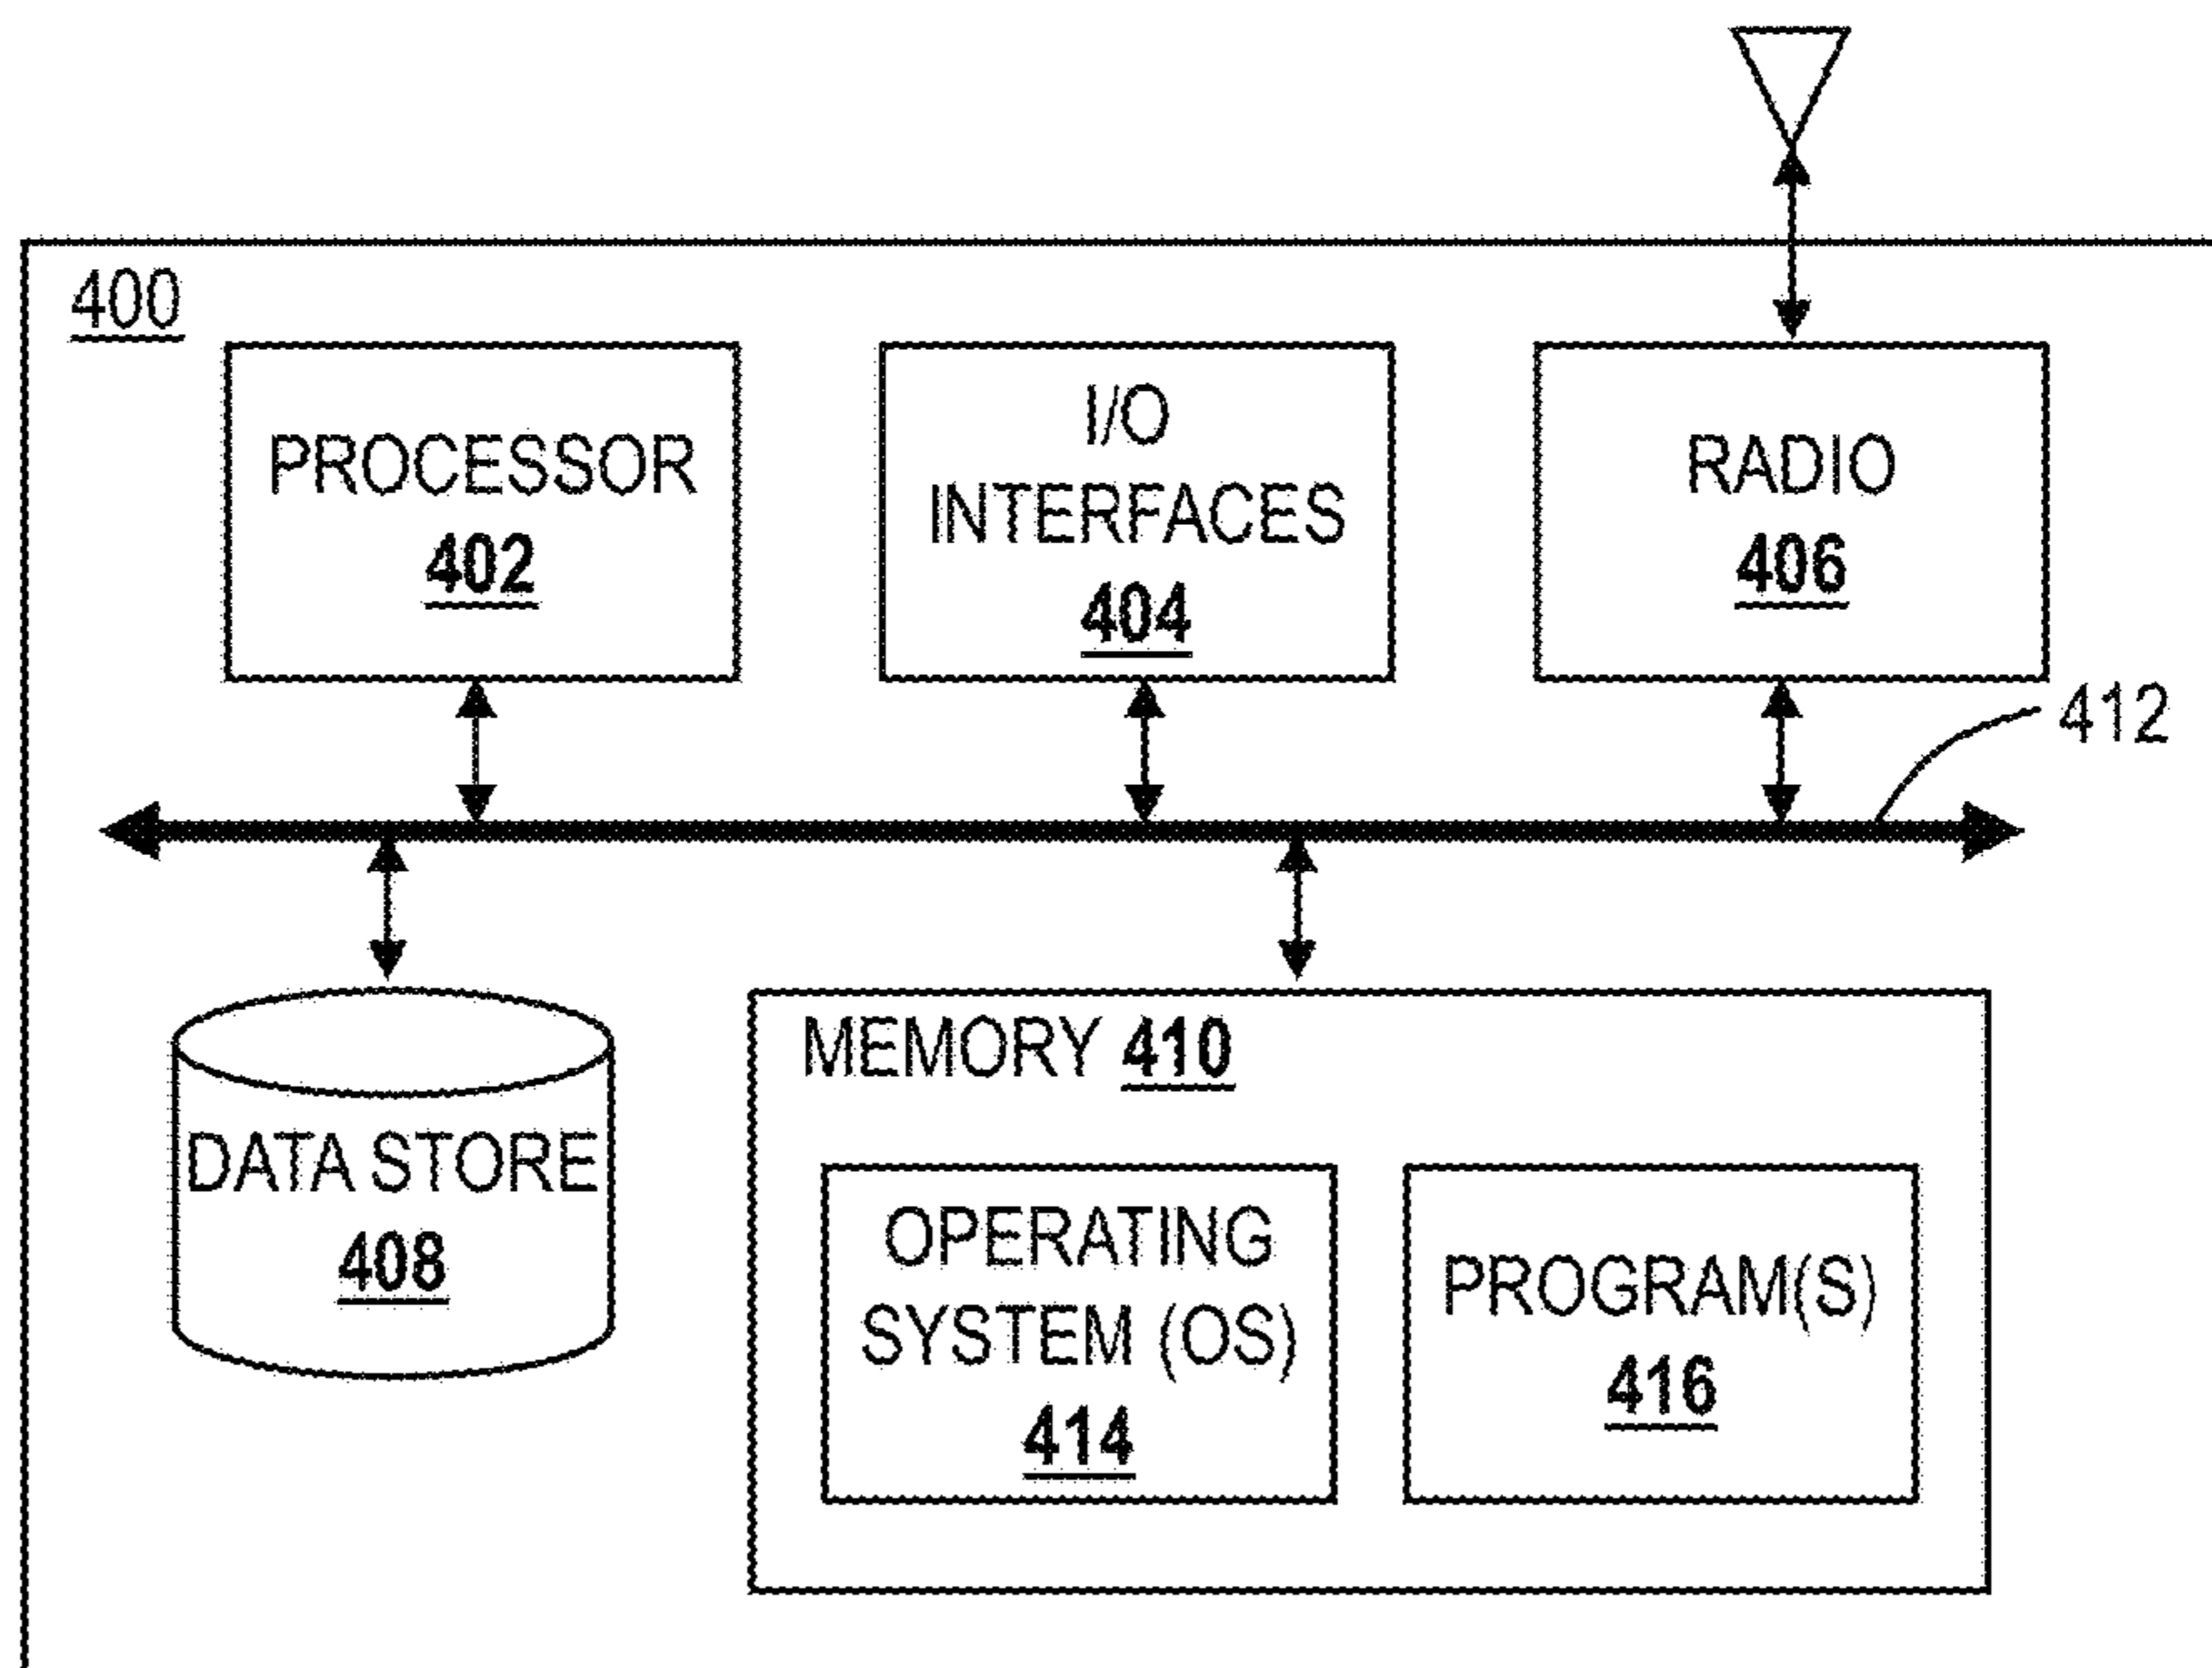 400
PROCESSOR
402
I/O
INTERFACES
404
RADIO
406
412
DATA STORE
408
MEMORY 410
OPERATING
SYSTEM (OS)
414
PROGRAM(S)
416